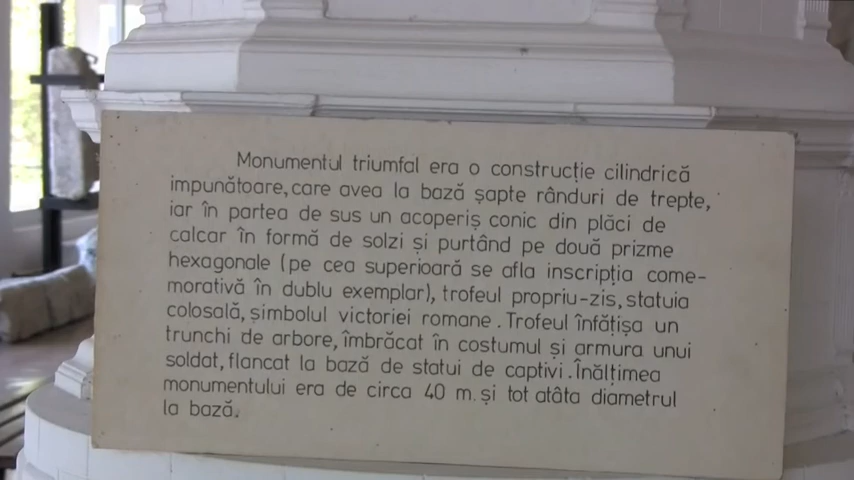 Monumentul triumfal era o construcție cilindrică
impunătoare, care avea la bază șapte rânduri de trepte,
iar în partea de sus un acoperiș conic din plăci de
calcar în formă de solzi și purtând pe două prizme
hexagonale (pe cea superioară se afla inscripția come-
morativă în dublu exemplar), trofeul propriu-zis, statuia
colosală, simbolul victoriei romane. Trofeul înfățișa un
trunchi de arbore, îmbrăcat în costumul și armura unui
soldat, flancat la bază de statui de captivi. Înălțimea
monumentului era de circa 40 m. și tot atâta diametrul
la bază.